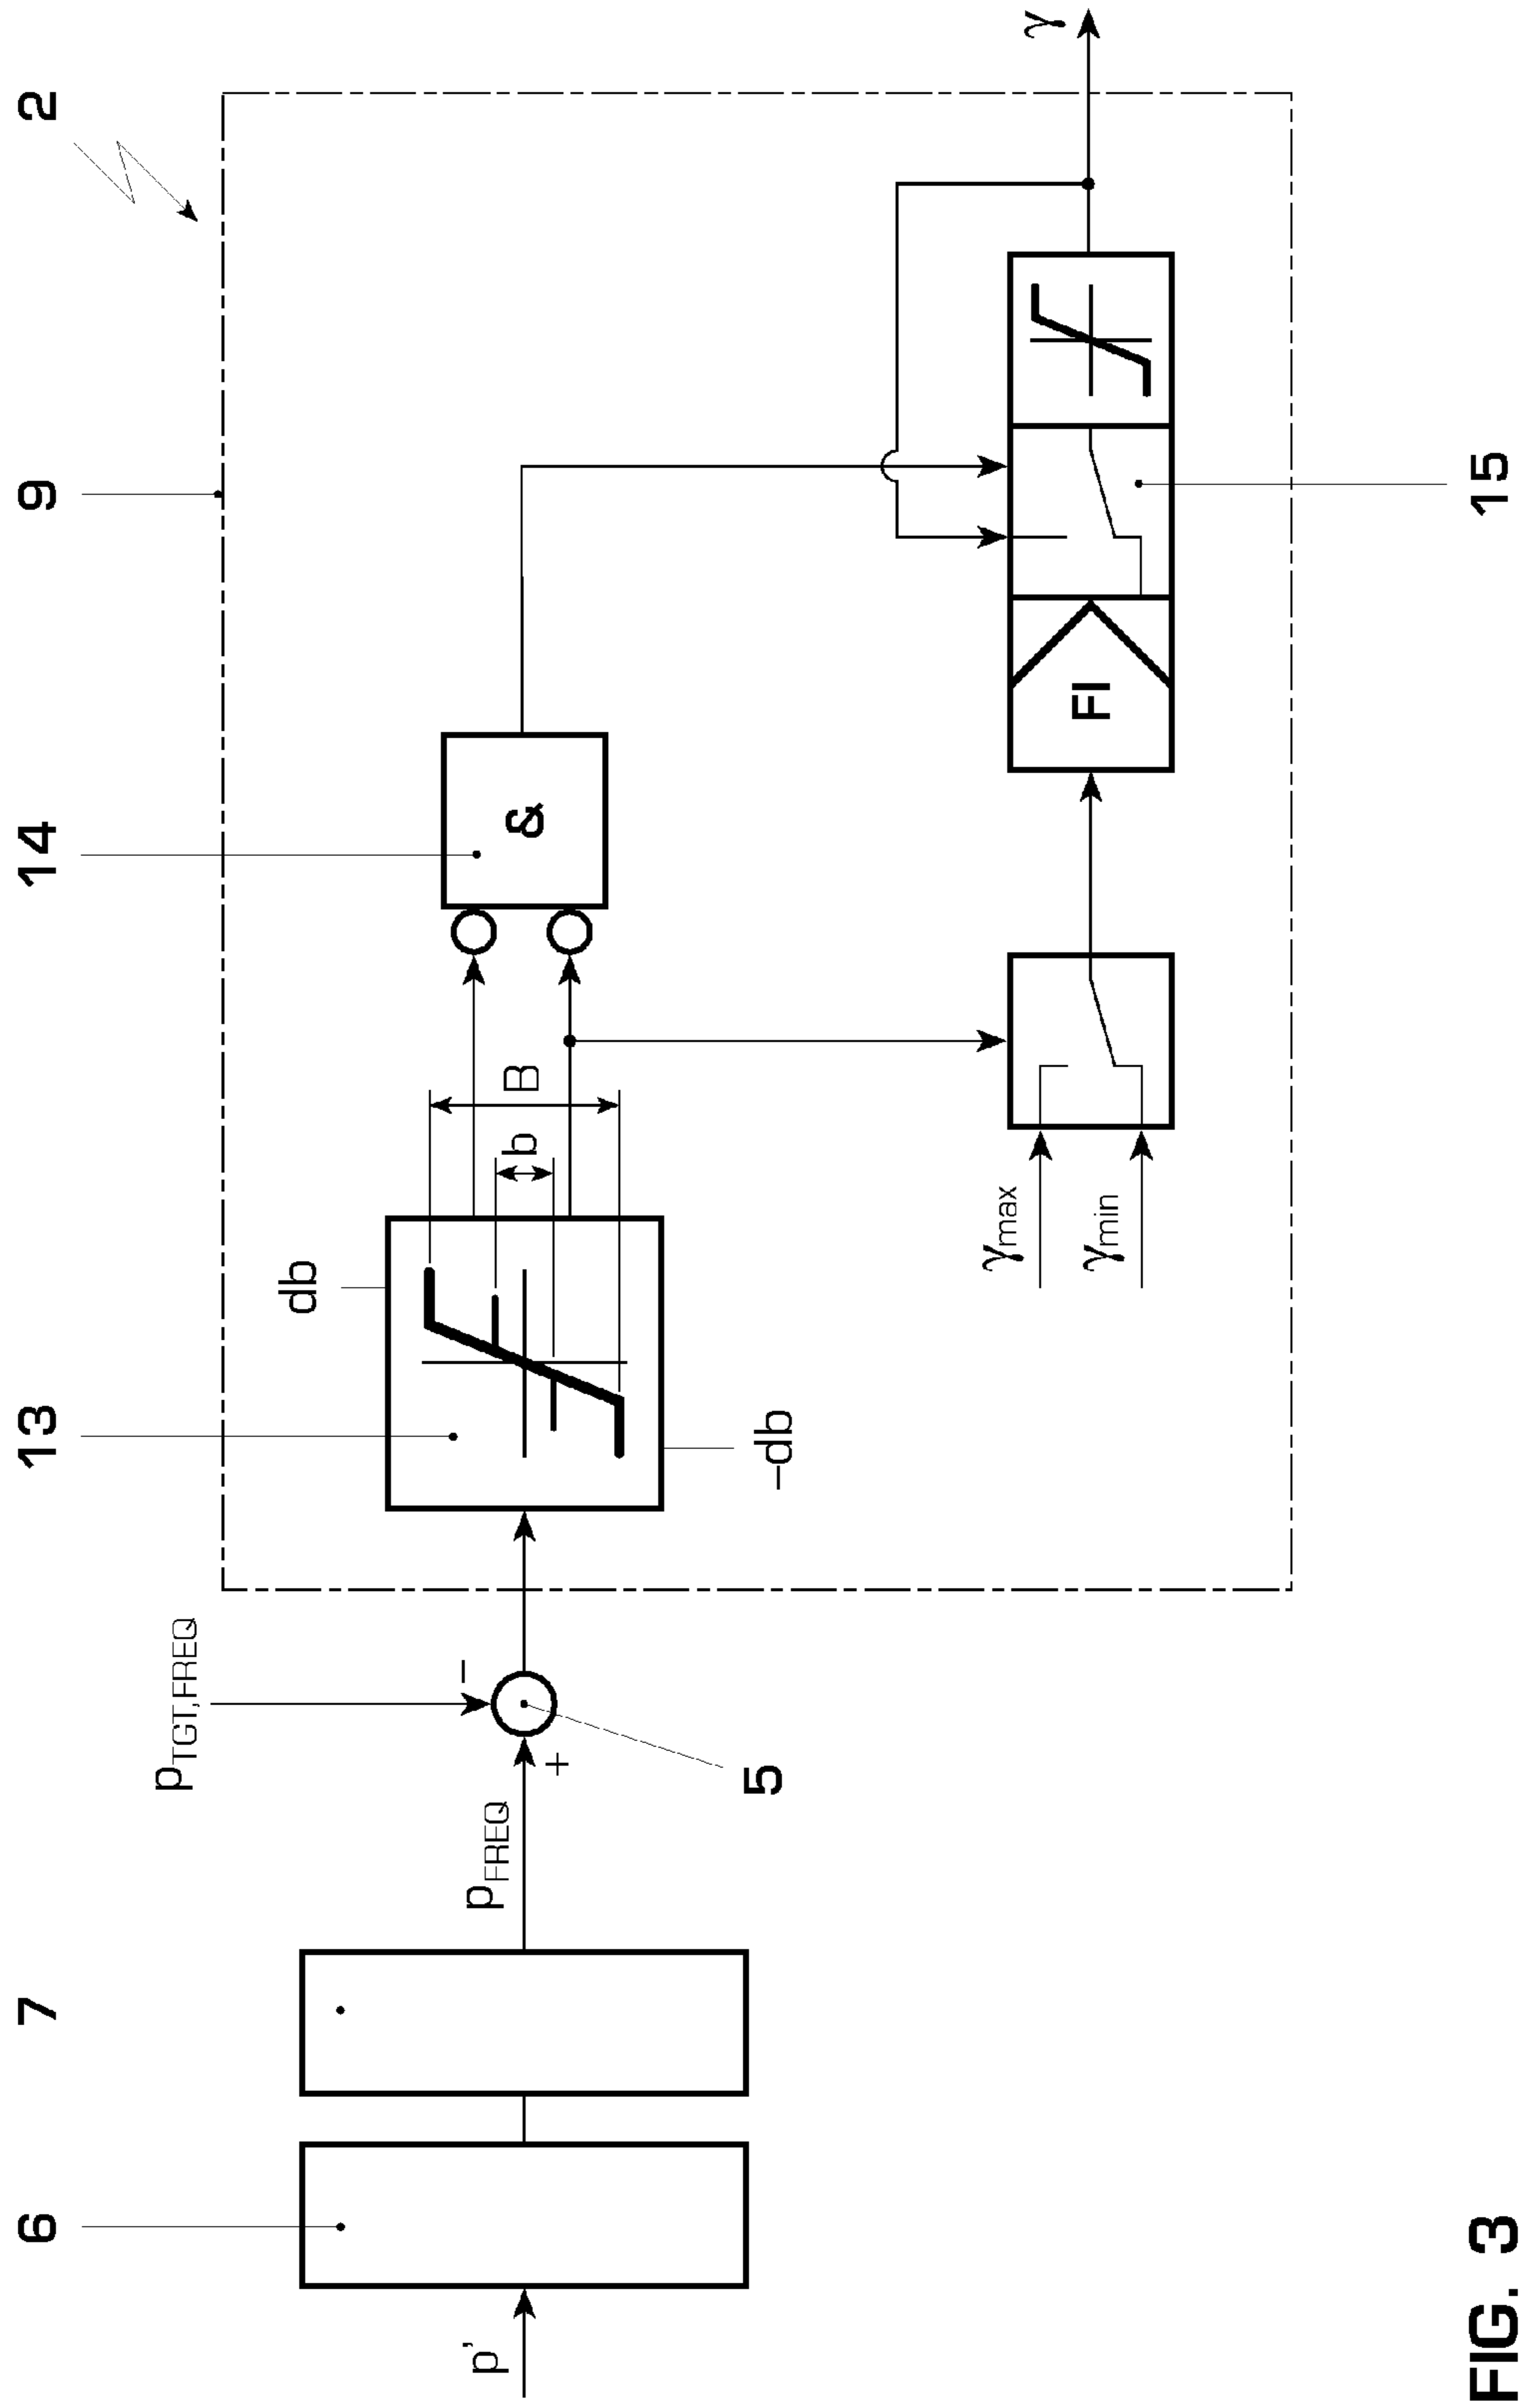 6
7
13
14
9
2
p'
pFREQ
pTGT,FREQ
+
−
5
db
−db
b
B
&
γmax
γmin
FI
15
γ
FIG. 3